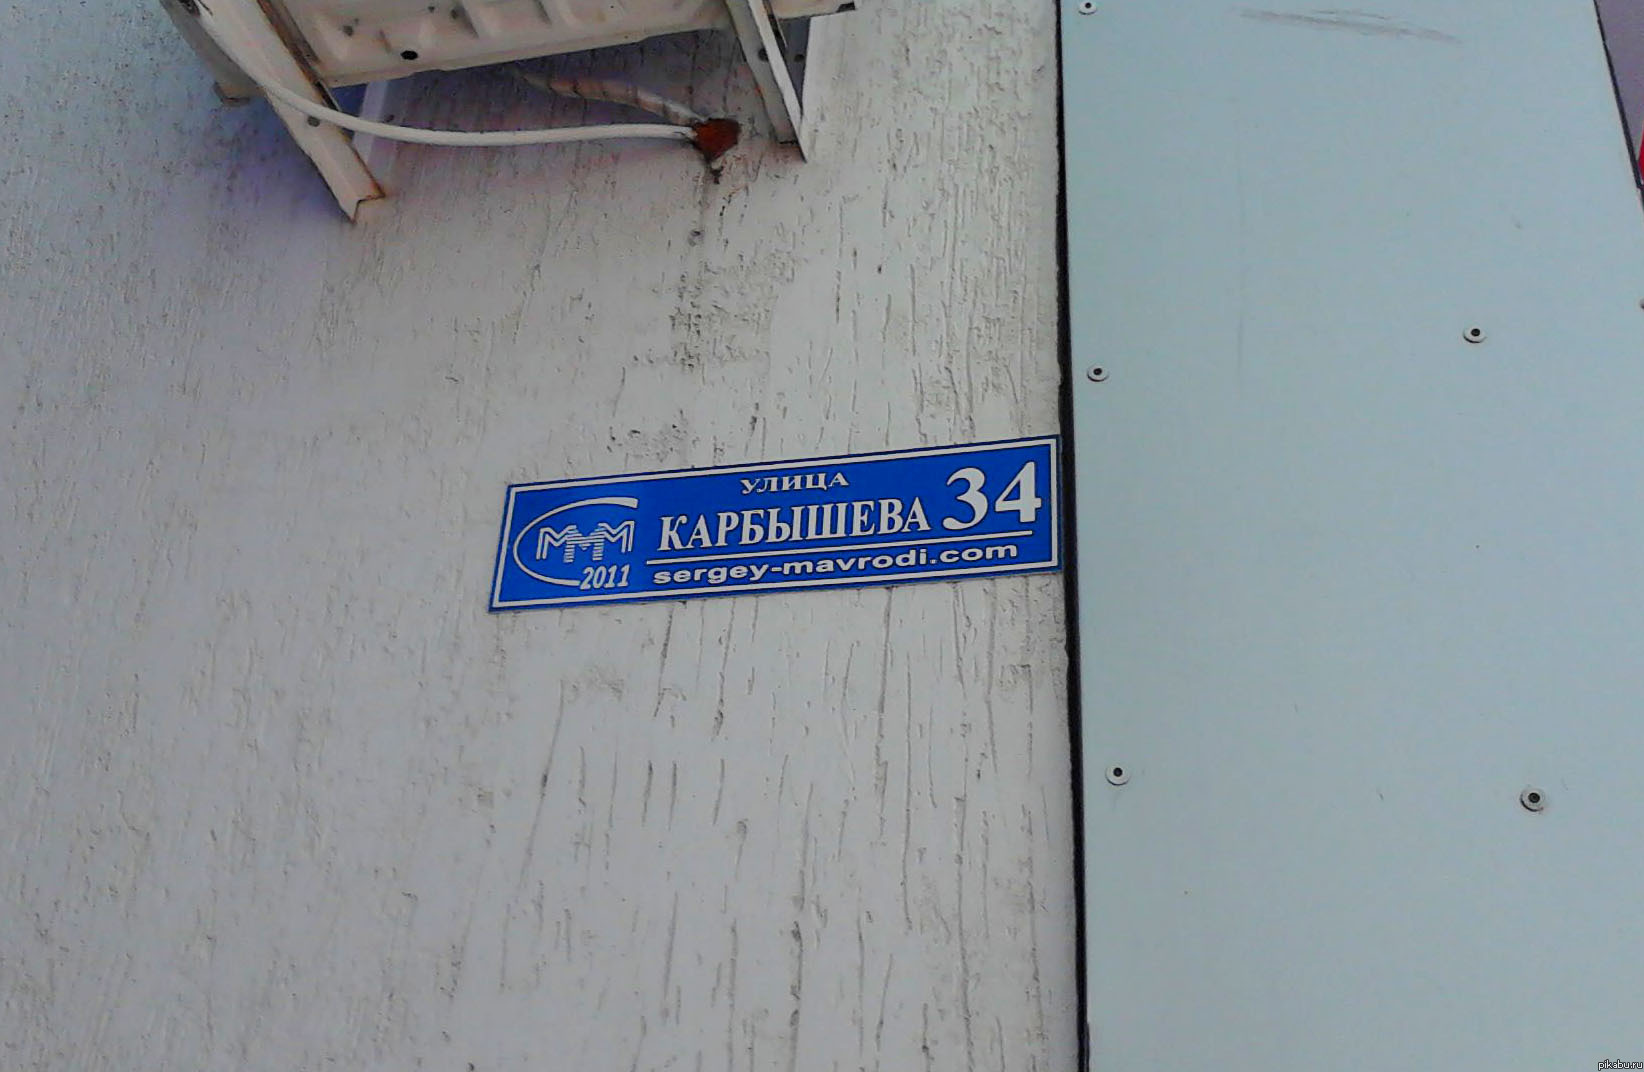 УЛИЦА
КАРБЫШЕВА 34
МММ
2011
sergey-mavrodi.com
pikabu.ru